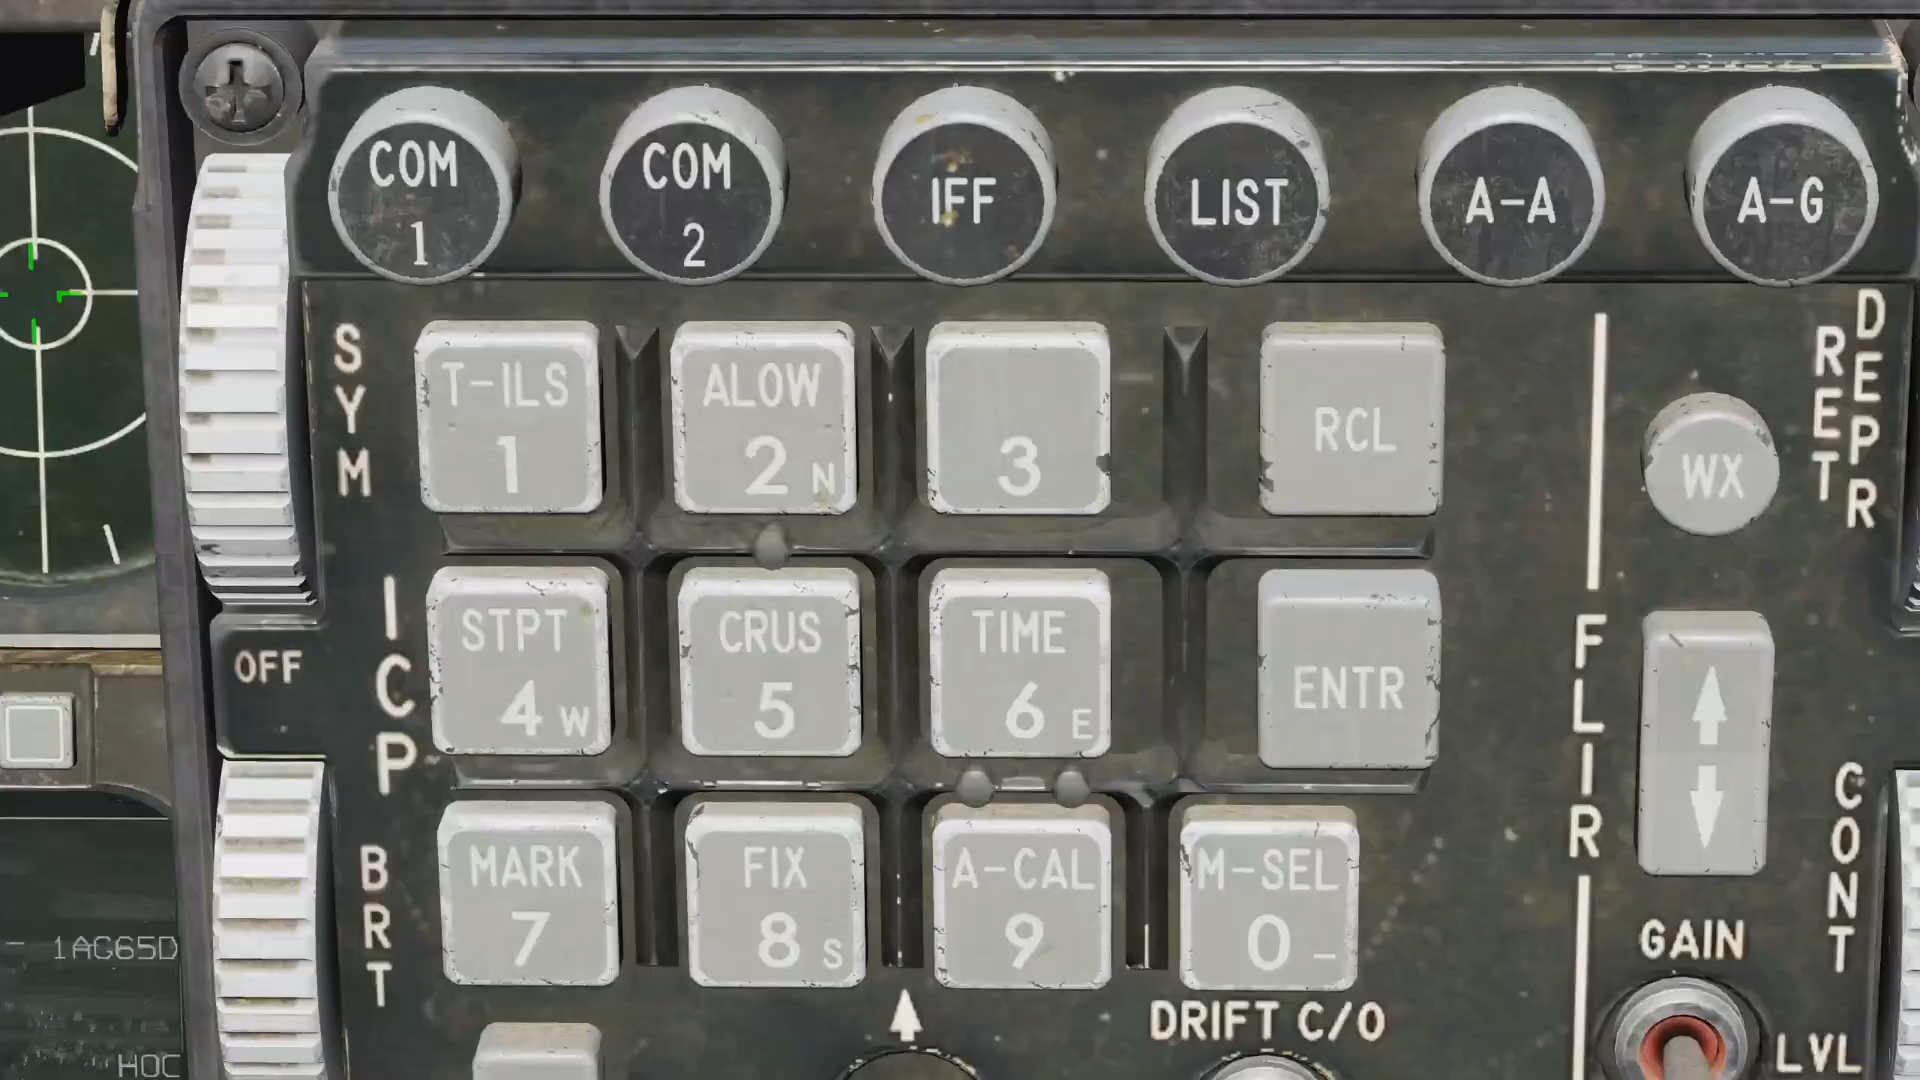 COM
1
COM
2
IFF
LIST
A-A
A-G
SYM
T-ILS
1
ALOW
2 N
3
RCL
WX
RET
DEPR
ICP
OFF
STPT
4 W
CRUS
5
TIME
6 E
ENTR
FLIR
BRT
MARK
7
FIX
8 S
A-CAL
9
M-SEL
0 -
CONT
GAIN
DRIFT C/O
LVL
1AG65D
HOC